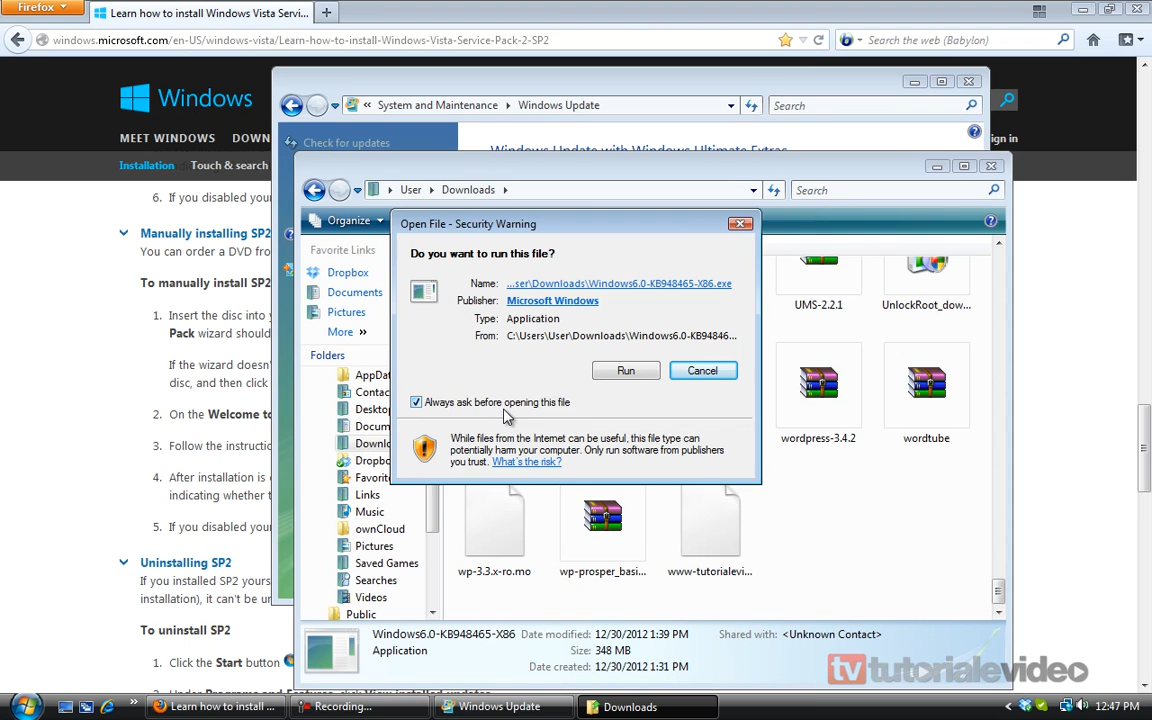 Firefox
Learn how to install Windows Vista Servi...
windows.microsoft.com/en-US/windows-vista/Learn-how-to-install-Windows-Vista-Service-Pack-2-SP2
Search the web (Babylon)
Windows
MEET WINDOWS DOWN
sign in
Installation Touch & search
« System and Maintenance Windows Update
Search
Check for updates
User Downloads
Search
Organize
Favorite Links
Dropbox
Documents
Pictures
More »
Folders
AppDat
Contac
Desktop
Docum
Downlo
Dropbo
Favorite
Links
Music
ownCloud
Pictures
Saved Games
Searches
Videos
Public
6. If you disabled your
Manually installing SP2
You can order a DVD fro
To manually install SP2
1. Insert the disc into y
Pack wizard should
If the wizard doesn'
disc, and then click
2. On the Welcome to
3. Follow the instructio
4. After installation is
indicating whether t
5. If you disabled your
Uninstalling SP2
If you installed SP2 yours
installation), it can't be un
To uninstall SP2
1. Click the Start button
Open File - Security Warning
Do you want to run this file?
Name: ...ser\Downloads\Windows6.0-KB948465-X86.exe
Publisher: Microsoft Windows
Type: Application
From: C:\Users\User\Downloads\Windows6.0-KB94846...
Run
Cancel
Always ask before opening this file
While files from the Internet can be useful, this file type can
potentially harm your computer. Only run software from publishers
you trust. What's the risk?
UMS-2.2.1
UnlockRoot_dow...
wordpress-3.4.2
wordtube
wp-3.3.x-ro.mo
wp-prosper_basi...
www-tutorialevi...
Windows6.0-KB948465-X86 Date modified: 12/30/2012 1:39 PM Shared with: <Unknown Contact>
Application Size: 348 MB
Date created: 12/30/2012 1:31 PM
tv tutorialevideo
Learn how to install ...
Recording...
Windows Update
Downloads
12:47 PM